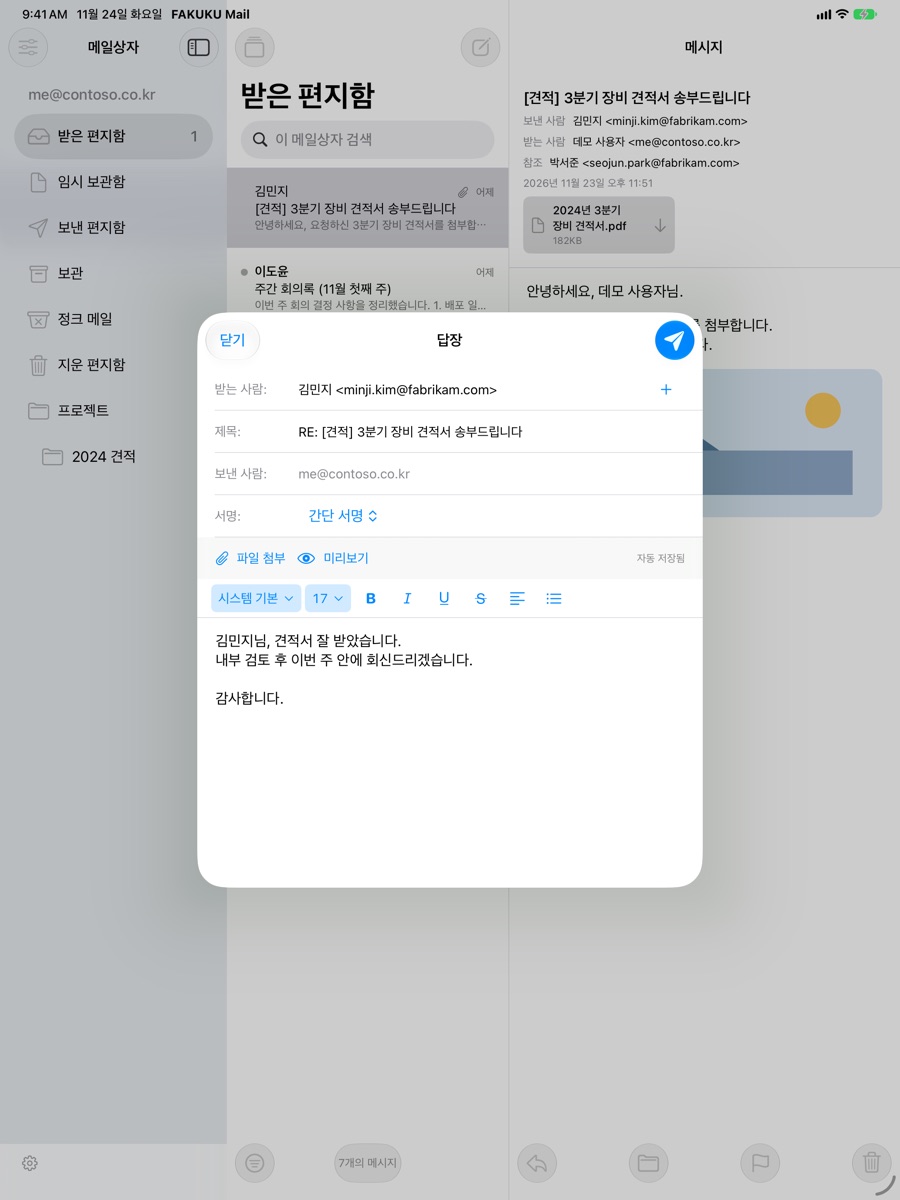 9:41 AM 11월 24일 화요일 FAKUKU Mail
메일상자
me@contoso.co.kr
받은 편지함 1
임시 보관함
보낸 편지함
보관
정크 메일
지운 편지함
프로젝트
2024 견적
받은 편지함
이 메일상자 검색
김민지 어제
[견적] 3분기 장비 견적서 송부드립니다
안녕하세요, 요청하신 3분기 장비 견적서를 첨부합…
이도윤 어제
주간 회의록 (11월 첫째 주)
이번 주 회의 결정 사항을 정리했습니다. 1. 배포 일…
7개의 메시지
메시지
[견적] 3분기 장비 견적서 송부드립니다
보낸 사람 김민지 <minji.kim@fabrikam.com>
받는 사람 데모 사용자 <me@contoso.co.kr>
참조 박서준 <seojun.park@fabrikam.com>
2026년 11월 23일 오후 11:51
2024년 3분기
장비 견적서.pdf
182KB
안녕하세요, 데모 사용자님.
첨부합니다.
닫기
답장
받는 사람: 김민지 <minji.kim@fabrikam.com>
제목: RE: [견적] 3분기 장비 견적서 송부드립니다
보낸 사람: me@contoso.co.kr
서명: 간단 서명
파일 첨부 미리보기 자동 저장됨
시스템 기본 17 B I U S
김민지님, 견적서 잘 받았습니다.
내부 검토 후 이번 주 안에 회신드리겠습니다.
감사합니다.